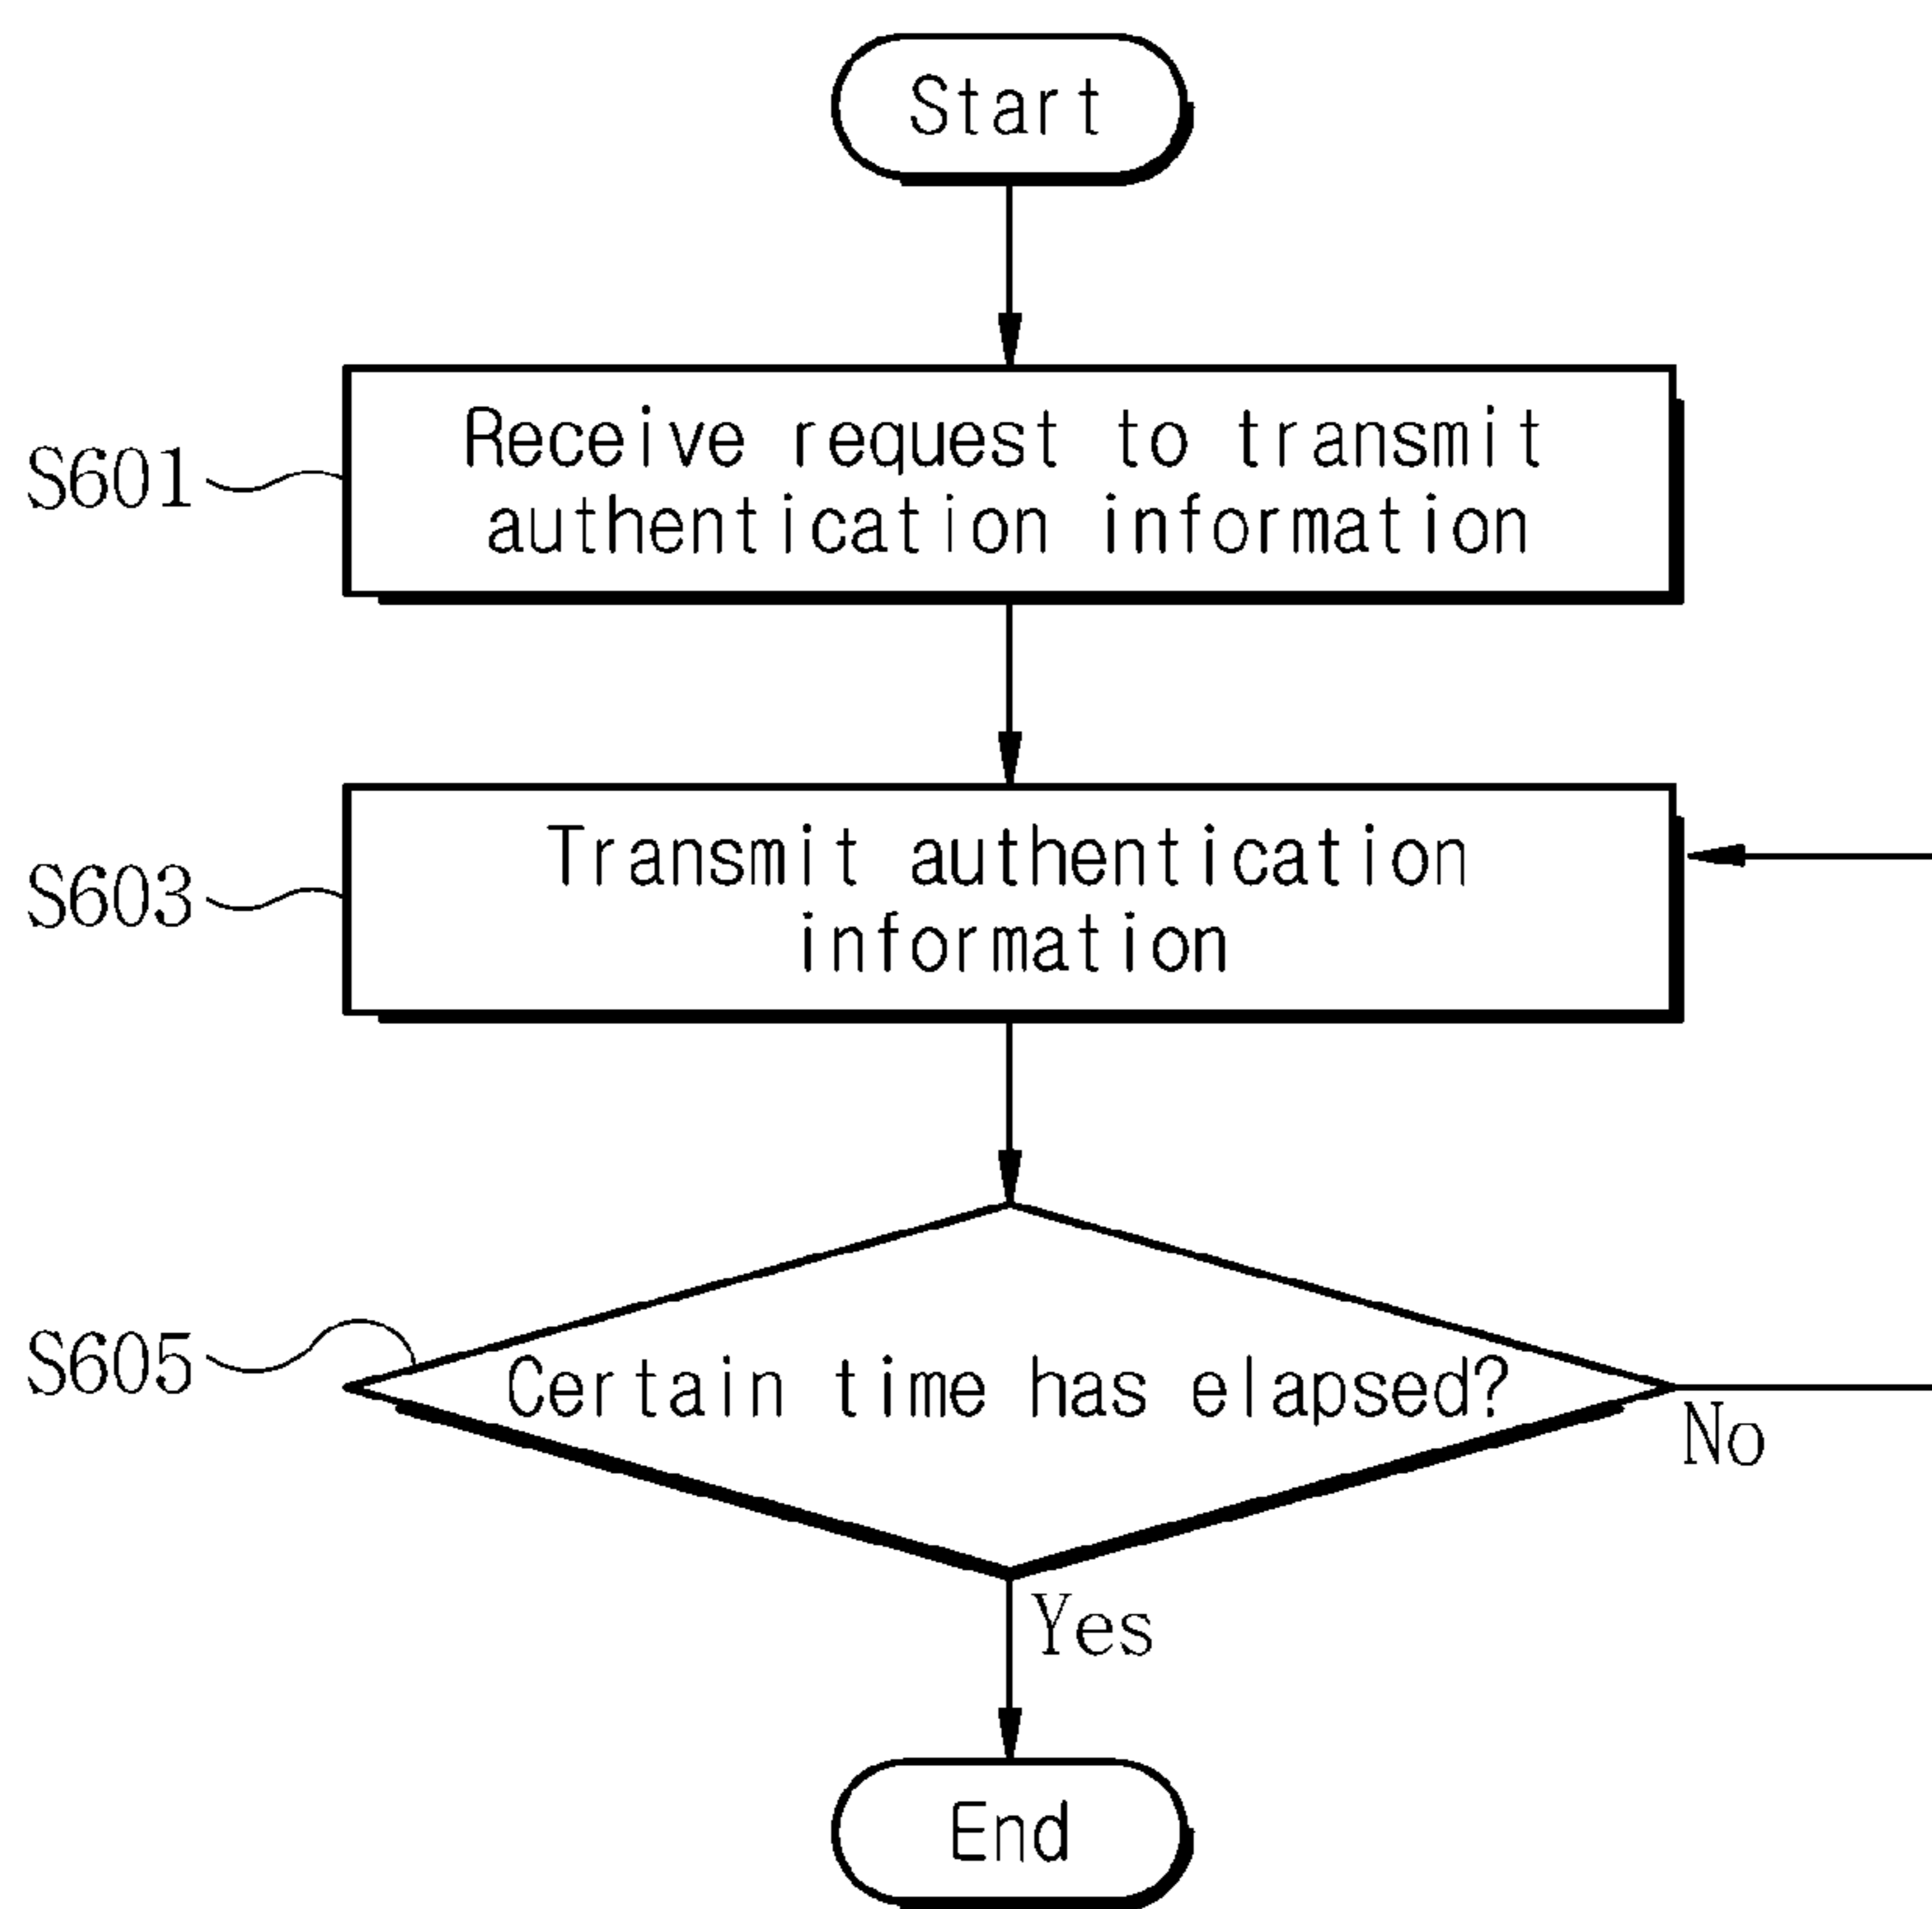 Start
S601
Receive request to transmit
authentication information
S603
Transmit authentication
information
S605
Certain time has elapsed?
No
Yes
End